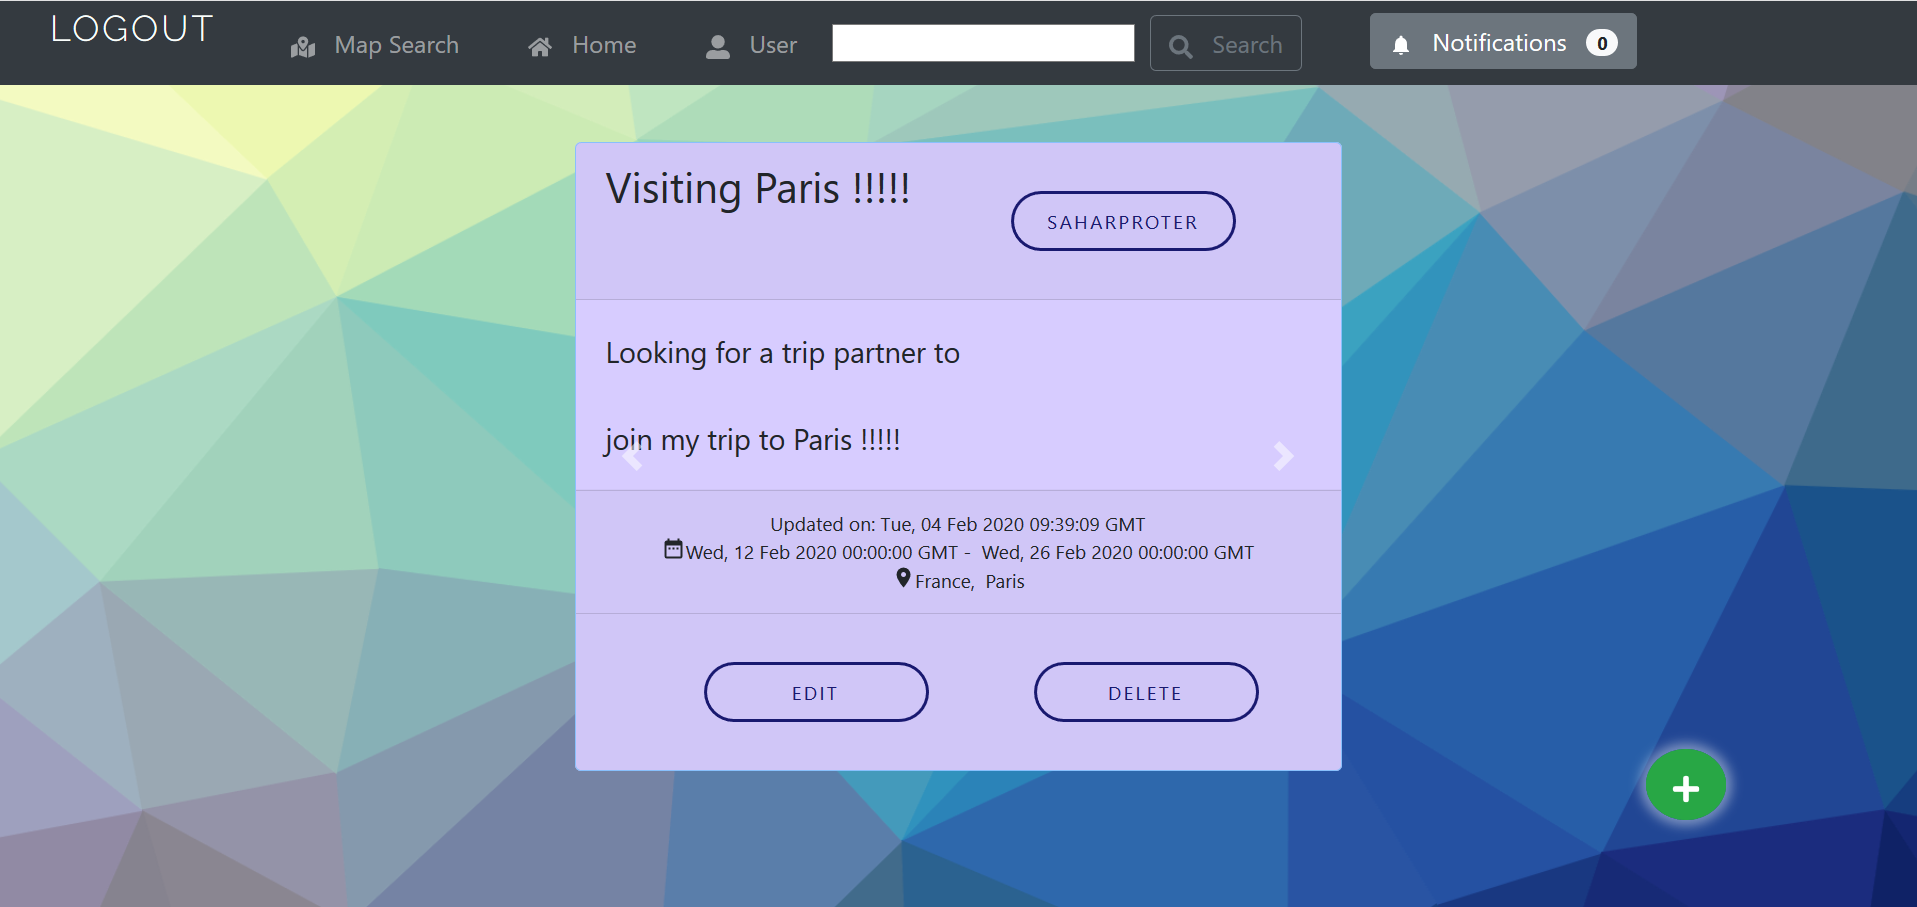 LOGOUT
Map Search
Home
User
Search
Notifications 0
Visiting Paris !!!!!
SAHARPROTER
Looking for a trip partner to
join my trip to Paris !!!!!
Updated on: Tue, 04 Feb 2020 09:39:09 GMT
Wed, 12 Feb 2020 00:00:00 GMT - Wed, 26 Feb 2020 00:00:00 GMT
France, Paris
EDIT
DELETE